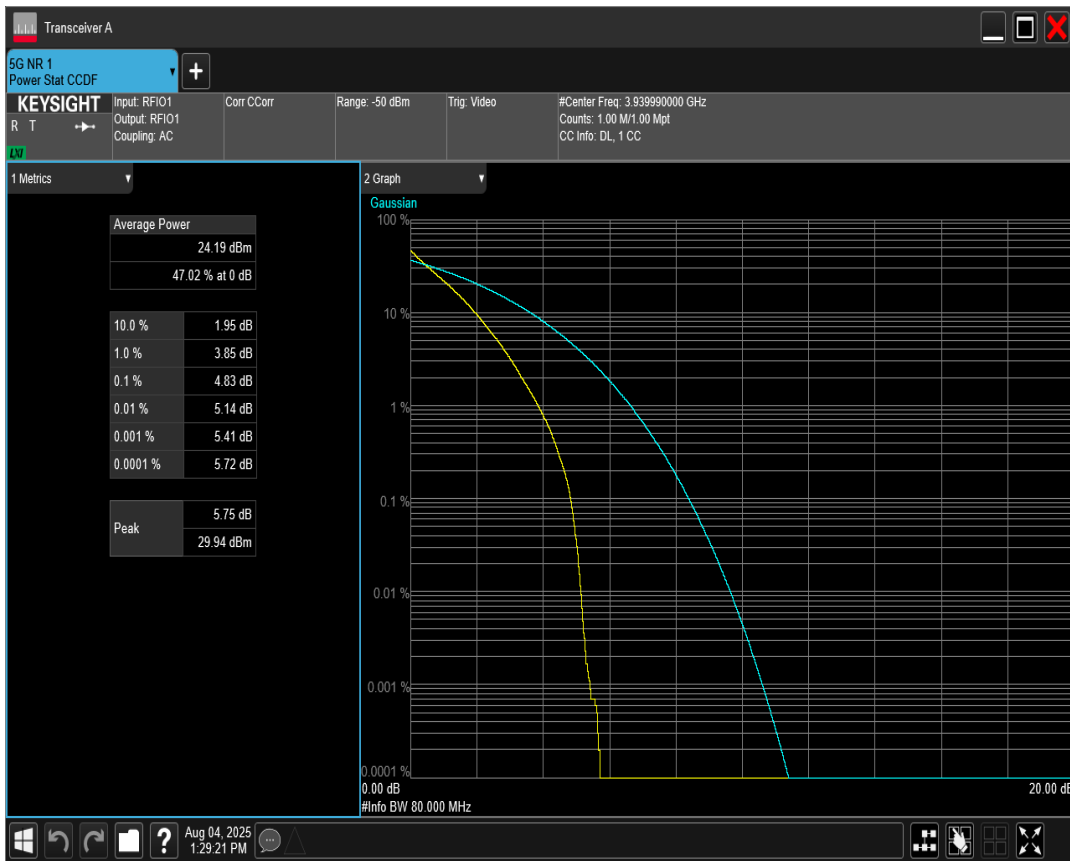 Transceiver A
5G NR 1
Power Stat CCDF
KEYSIGHT
R T
LXI
Input: RFIO1
Output: RFIO1
Coupling: AC
Corr CCorr
Range: -50 dBm
Trig: Video
#Center Freq: 3.939990000 GHz
Counts: 1.00 M/1.00 Mpt
CC Info: DL, 1 CC
1 Metrics
Average Power
24.19 dBm
47.02 % at 0 dB
10.0 % 1.95 dB
1.0 % 3.85 dB
0.1 % 4.83 dB
0.01 % 5.14 dB
0.001 % 5.41 dB
0.0001 % 5.72 dB
Peak 5.75 dB
29.94 dBm
2 Graph
Gaussian
100 %
10 %
1 %
0.1 %
0.01 %
0.001 %
0.0001 %
0.00 dB 20.00 dB
#Info BW 80.000 MHz
?
Aug 04, 2025
1:29:21 PM